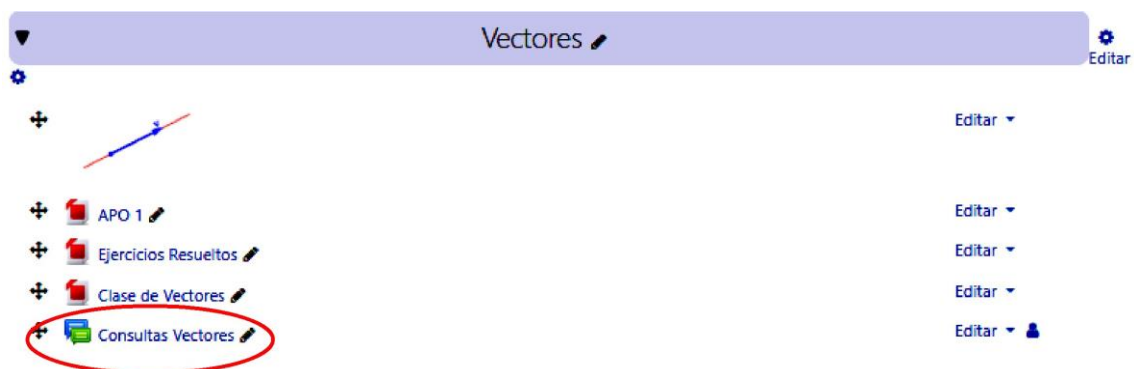 Vectores
Editar
Editar
APO 1 Editar
Ejercicios Resueltos Editar
Clase de Vectores Editar
Consultas Vectores Editar